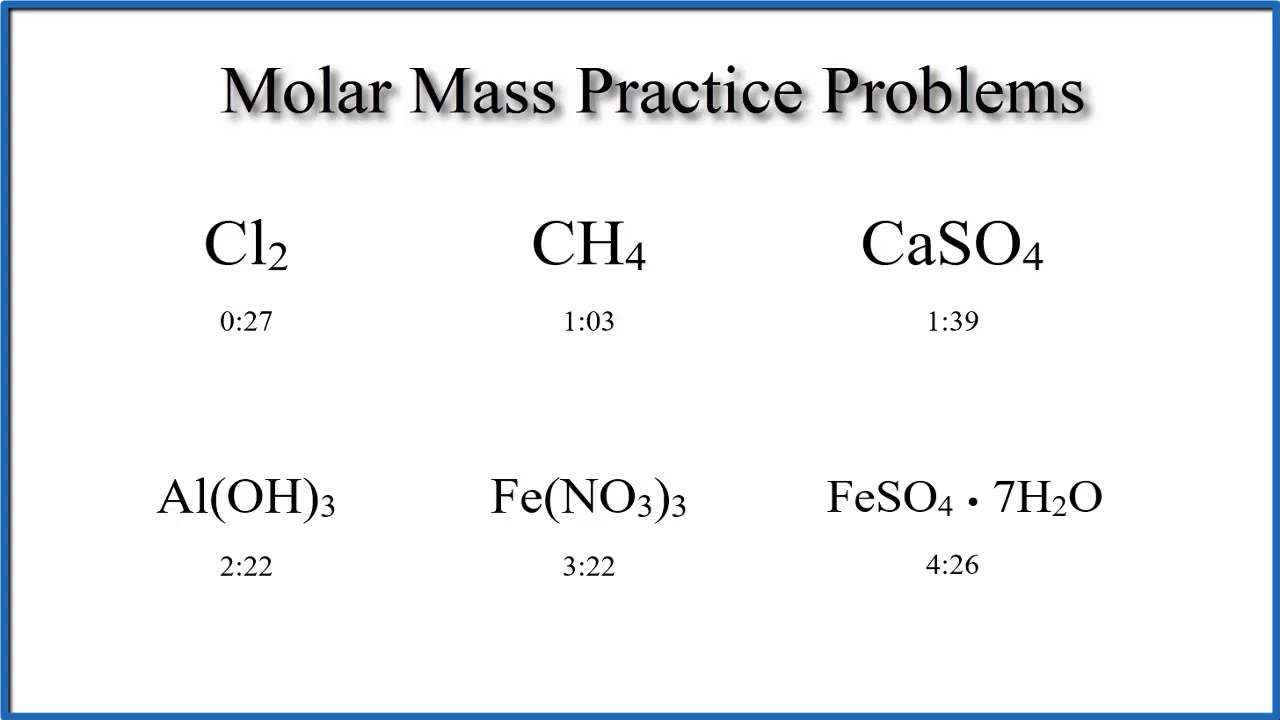 Molar Mass Practice Problems
Cl₂ CH₄ CaSO₄
0:27 1:03 1:39
Al(OH)₃ Fe(NO₃)₃ FeSO₄ • 7H₂O
2:22 3:22 4:26